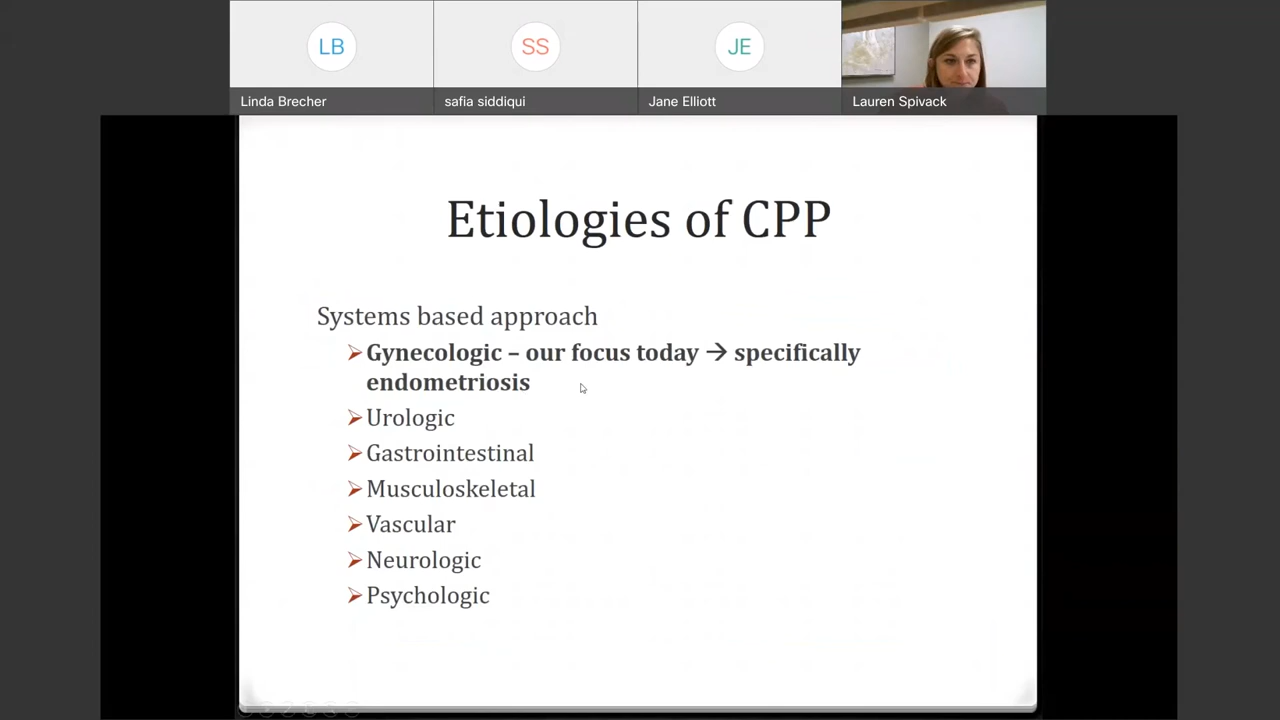 LB
SS
JE
Linda Brecher
safia siddiqui
Jane Elliott
Lauren Spivack
Etiologies of CPP
Systems based approach
➢Gynecologic – our focus today → specifically
endometriosis
➢Urologic
➢Gastrointestinal
➢Musculoskeletal
➢Vascular
➢Neurologic
➢Psychologic